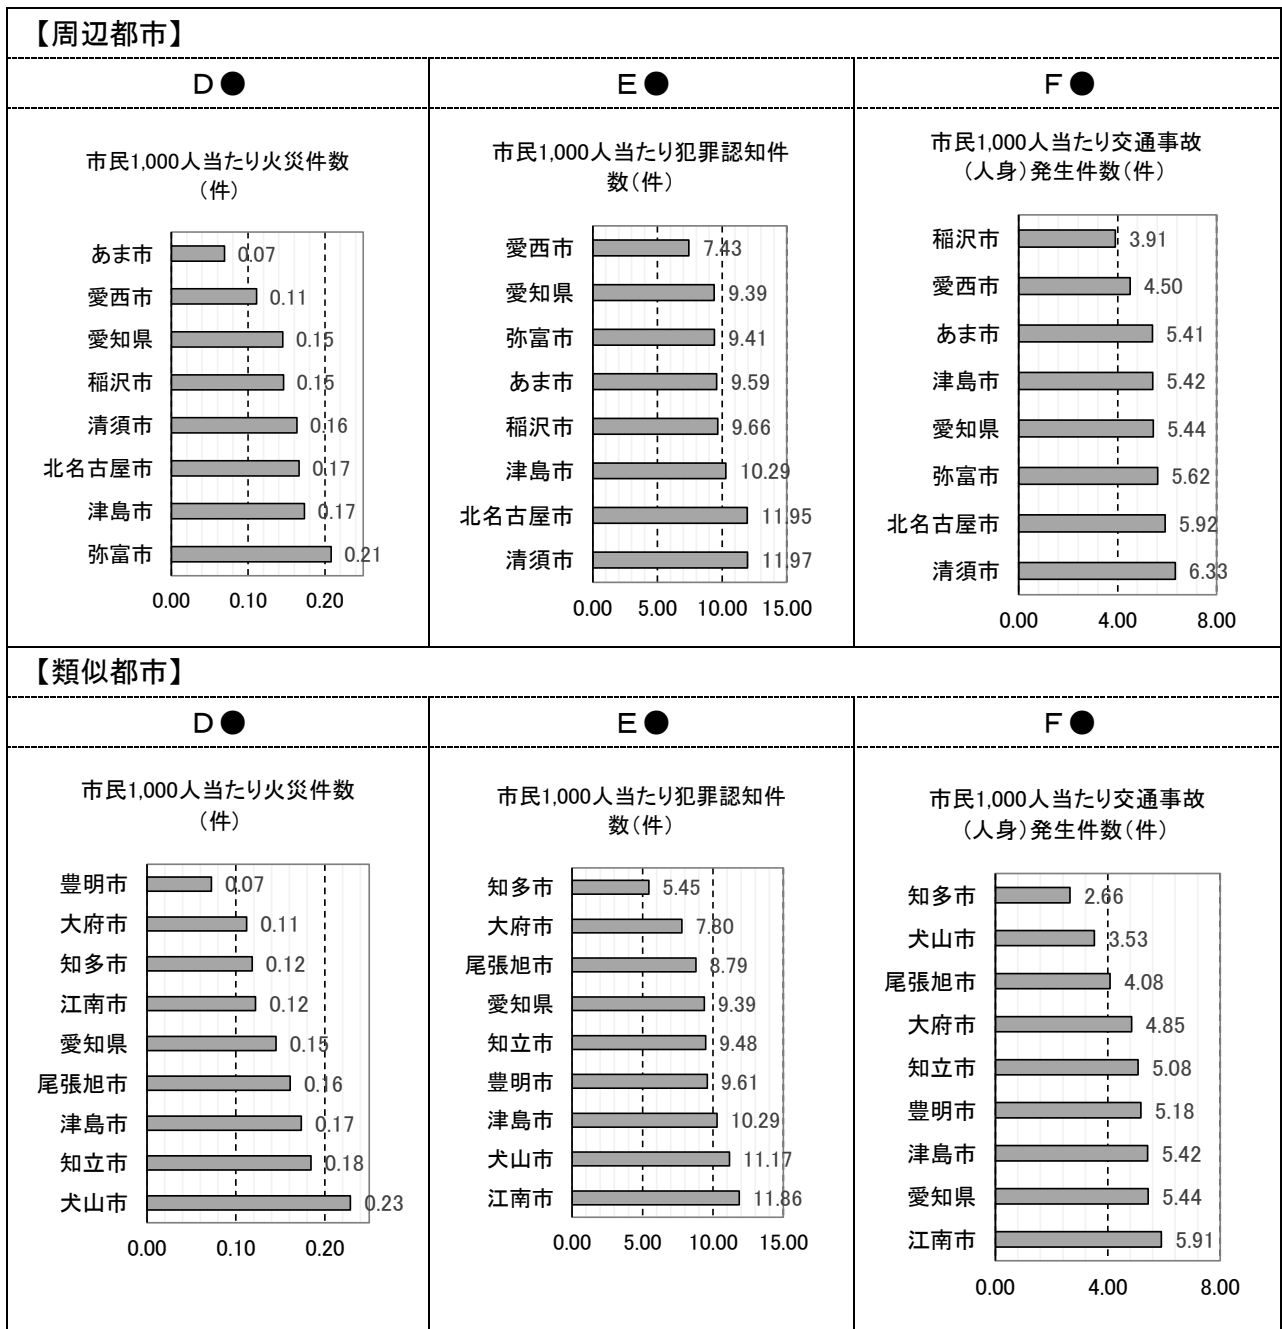 【周辺都市】
D●
E●
F●
市民1,000人当たり火災件数
（件）
あま市 0.07
愛西市 0.11
愛知県 0.15
稲沢市 0.15
清須市 0.16
北名古屋市 0.17
津島市 0.17
弥富市 0.21
0.00 0.10 0.20
市民1,000人当たり犯罪認知件
数（件）
愛西市 7.43
愛知県 9.39
弥富市 9.41
あま市 9.59
稲沢市 9.66
津島市 10.29
北名古屋市 11.95
清須市 11.97
0.00 5.00 10.00 15.00
市民1,000人当たり交通事故
（人身）発生件数（件）
稲沢市 3.91
愛西市 4.50
あま市 5.41
津島市 5.42
愛知県 5.44
弥富市 5.62
北名古屋市 5.92
清須市 6.33
0.00 4.00 8.00
【類似都市】
D●
E●
F●
市民1,000人当たり火災件数
（件）
豊明市 0.07
大府市 0.11
知多市 0.12
江南市 0.12
愛知県 0.15
尾張旭市 0.16
津島市 0.17
知立市 0.18
犬山市 0.23
0.00 0.10 0.20
市民1,000人当たり犯罪認知件
数（件）
知多市 5.45
大府市 7.80
尾張旭市 8.79
愛知県 9.39
知立市 9.48
豊明市 9.61
津島市 10.29
犬山市 11.17
江南市 11.86
0.00 5.00 10.00 15.00
市民1,000人当たり交通事故
（人身）発生件数（件）
知多市 2.66
犬山市 3.53
尾張旭市 4.08
大府市 4.85
知立市 5.08
豊明市 5.18
津島市 5.42
愛知県 5.44
江南市 5.91
0.00 4.00 8.00